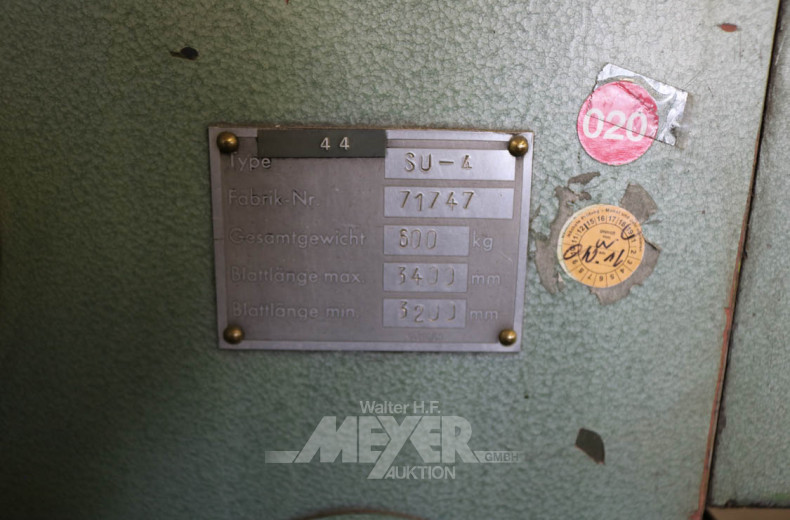 44
Type SU-4
Fabrik-Nr 71747
Gesamtgewicht 600 kg
Blattlänge max. 3400 mm
Blattlänge min. 3200 mm
020
Walter H.F.
MEYER
GMBH
AUKTION